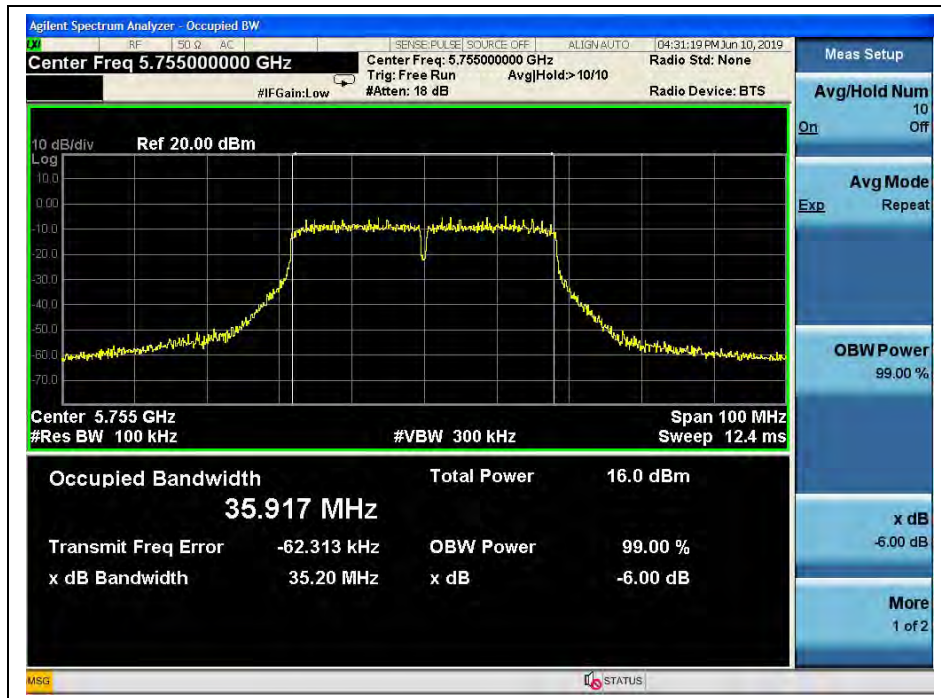 Agilent Spectrum Analyzer - Occupied BW
LXI RF 50 Ω AC SENSE:PULSE SOURCE OFF ALIGN AUTO 04:31:19 PM Jun 10, 2019
Center Freq 5.755000000 GHz
Center Freq: 5.755000000 GHz
Radio Std: None
Trig: Free Run Avg|Hold:>10/10
#IFGain:Low
#Atten: 18 dB
Radio Device: BTS
10 dB/div Ref 20.00 dBm
Log
10.0
0.00
-10.0
-20.0
-30.0
-40.0
-50.0
-60.0
-70.0
Center 5.755 GHz
Span 100 MHz
#Res BW 100 kHz
#VBW 300 kHz
Sweep 12.4 ms
Occupied Bandwidth
35.917 MHz
Total Power 16.0 dBm
Transmit Freq Error -62.313 kHz
OBW Power 99.00 %
x dB Bandwidth 35.20 MHz
x dB -6.00 dB
Meas Setup
Avg/Hold Num
10
On Off
Avg Mode
Exp Repeat
OBW Power
99.00 %
x dB
-6.00 dB
More
1 of 2
MSG
STATUS